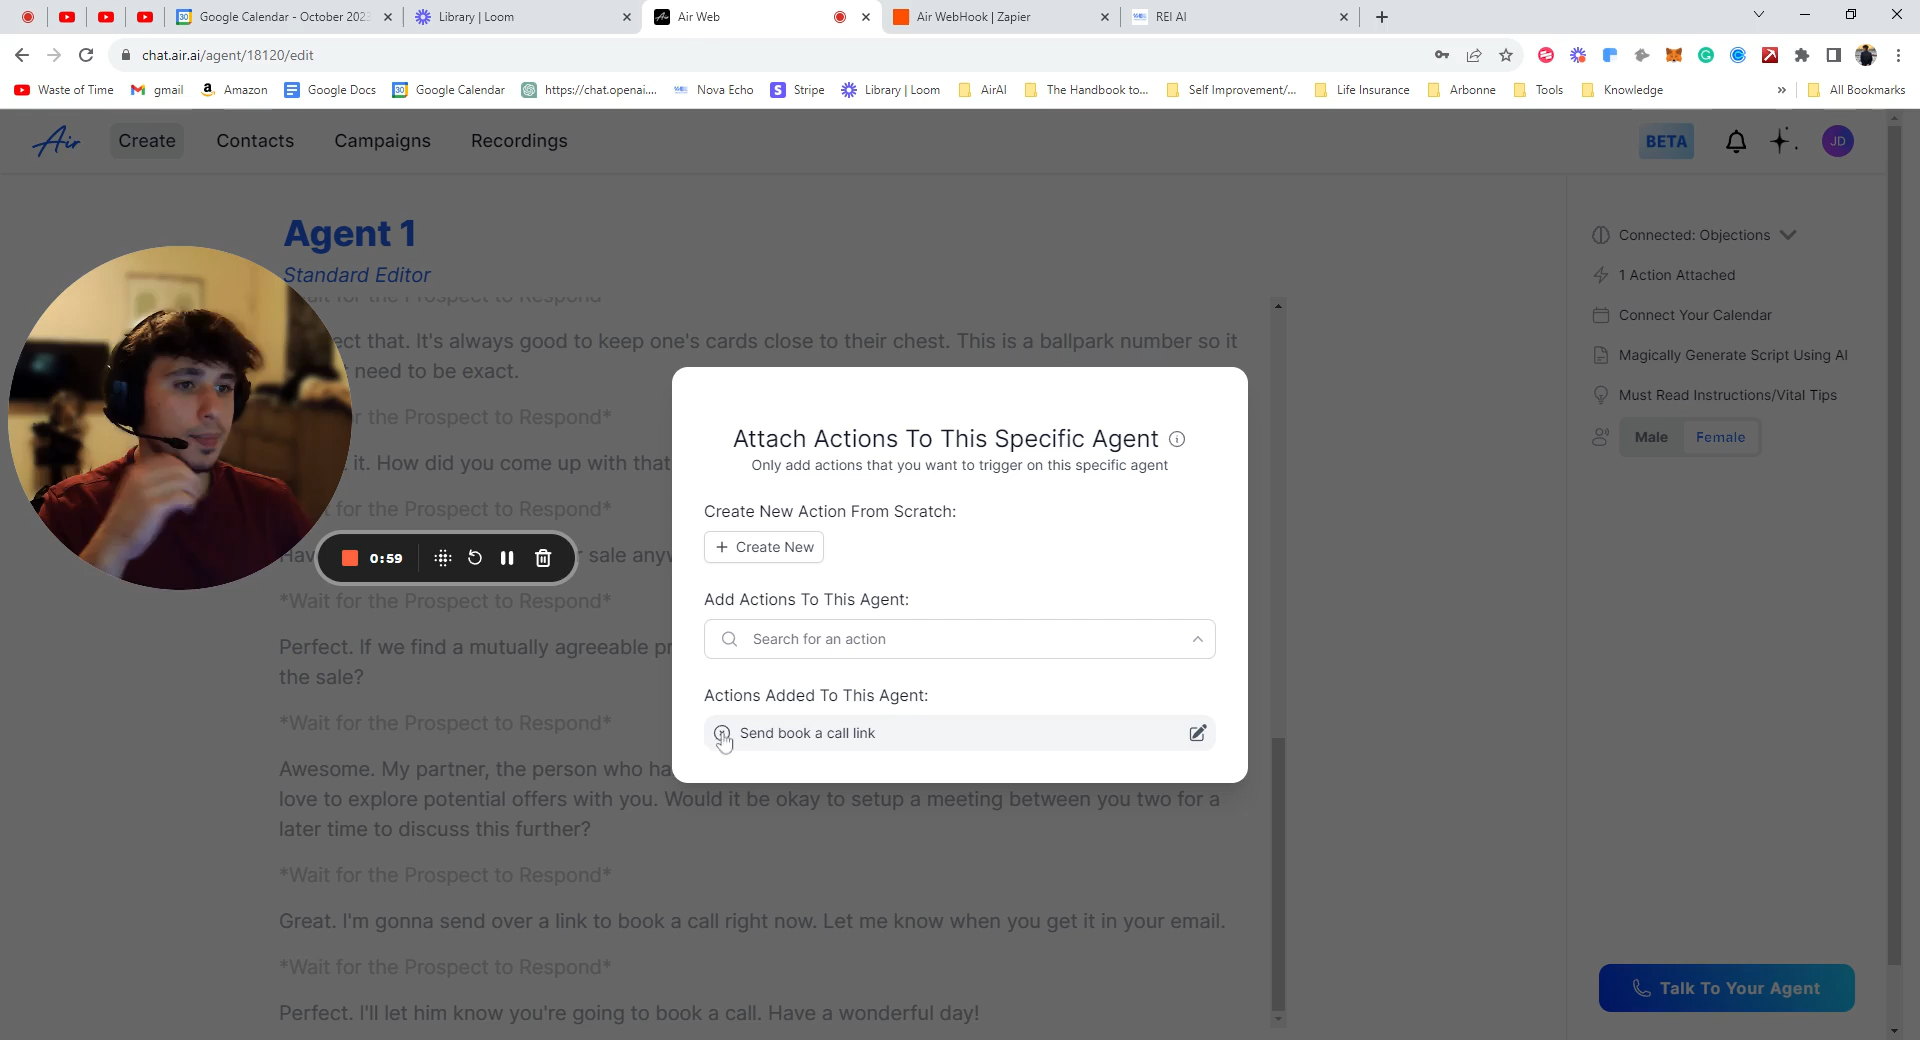 Google Calendar - October 2023
Library | Loom
Air Web
Air WebHook | Zapier
REI AI
chat.air.ai/agent/18120/edit
Waste of Time
gmail
Amazon
Google Docs
Google Calendar
https://chat.openai....
Nova Echo
Stripe
Library | Loom
AirAI
The Handbook to...
Self Improvement/...
Life Insurance
Arbonne
Tools
Knowledge
»
All Bookmarks
Air
Create
Contacts
Campaigns
Recordings
BETA
JD
Agent 1
Standard Editor
Wait for the Prospect to Respond
ect that. It's always good to keep one's cards close to their chest. This is a ballpark number so it
need to be exact.
r the Prospect to Respond*
it. How did you come up with that
for the Prospect to Respond*
Hav
sale anyw
*Wait for the Prospect to Respond*
Perfect. If we find a mutually agreeable pr
the sale?
*Wait for the Prospect to Respond*
Awesome. My partner, the person who ha
love to explore potential offers with you. Would it be okay to setup a meeting between you two for a
later time to discuss this further?
*Wait for the Prospect to Respond*
Great. I'm gonna send over a link to book a call right now. Let me know when you get it in your email.
*Wait for the Prospect to Respond*
Perfect. I'll let him know you're going to book a call. Have a wonderful day!
0:59
Attach Actions To This Specific Agent
Only add actions that you want to trigger on this specific agent
Create New Action From Scratch:
+ Create New
Add Actions To This Agent:
Search for an action
Actions Added To This Agent:
Send book a call link
Connected: Objections
1 Action Attached
Connect Your Calendar
Magically Generate Script Using AI
Must Read Instructions/Vital Tips
Male
Female
Talk To Your Agent